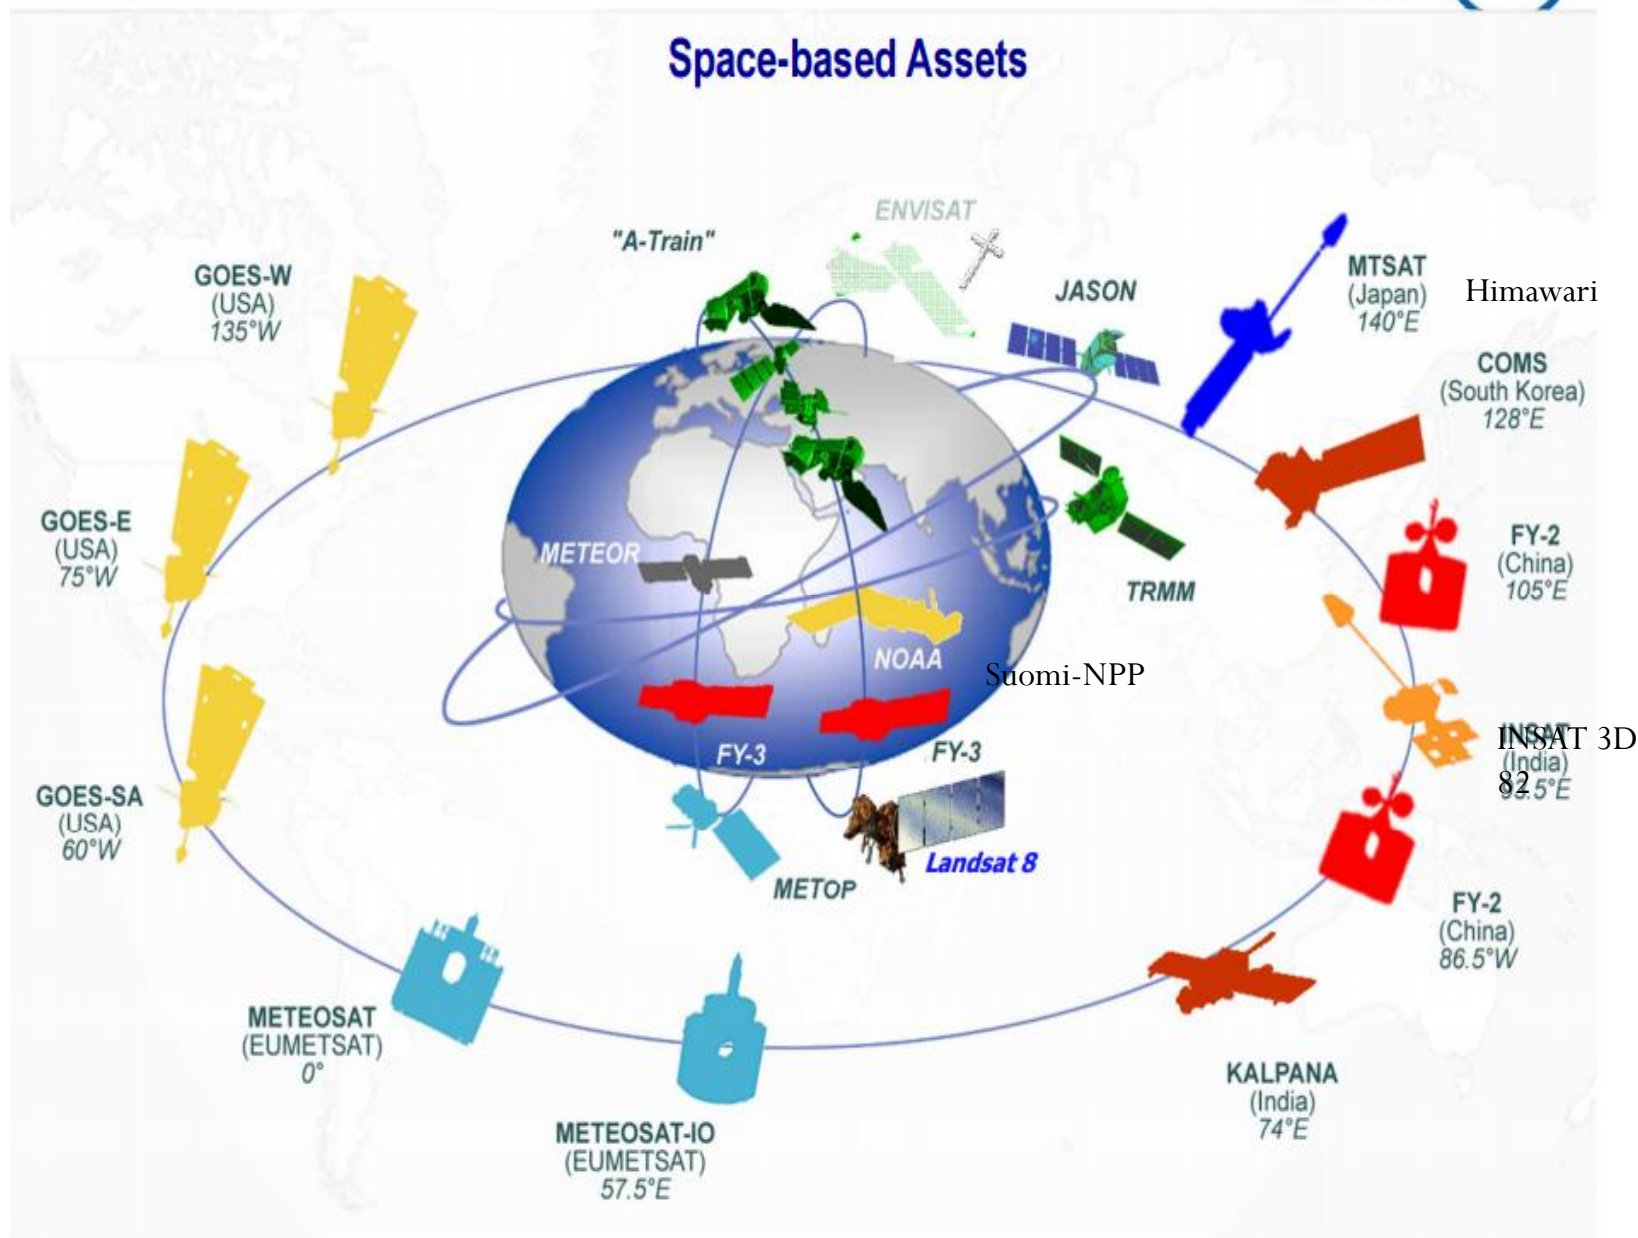 Space-based Assets
ENVISAT
"A-Train"
GOES-W
(USA)
135°W
JASON
MTSAT
(Japan)
140°E
Himawari
COMS
(South Korea)
128°E
GOES-E
(USA)
75°W
FY-2
(China)
105°E
METEOR
TRMM
NOAA
Suomi-NPP
INSAT
(India)
93.5°E
INSAT 3D
82
FY-3
FY-3
GOES-SA
(USA)
60°W
Landsat 8
METOP
FY-2
(China)
86.5°W
METEOSAT
(EUMETSAT)
0°
KALPANA
(India)
74°E
METEOSAT-IO
(EUMETSAT)
57.5°E